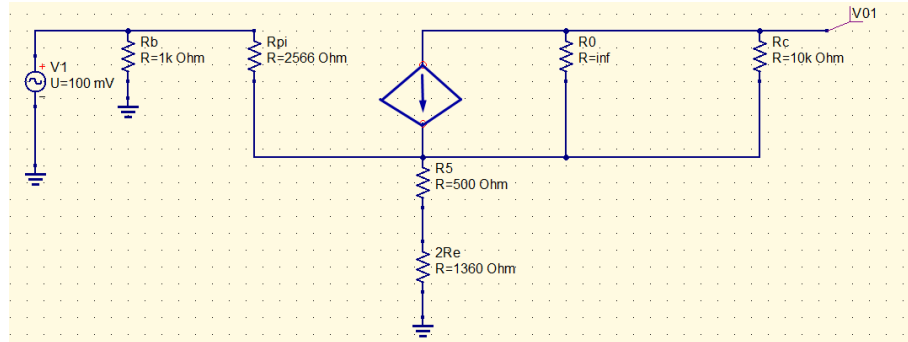 V01
Rb
R=1k Ohm
Rpi
R=2566 Ohm
R0
R=inf
Rc
R=10k Ohm
+
V1
U=100 mV
−
R5
R=500 Ohm
2Re
R=1360 Ohm